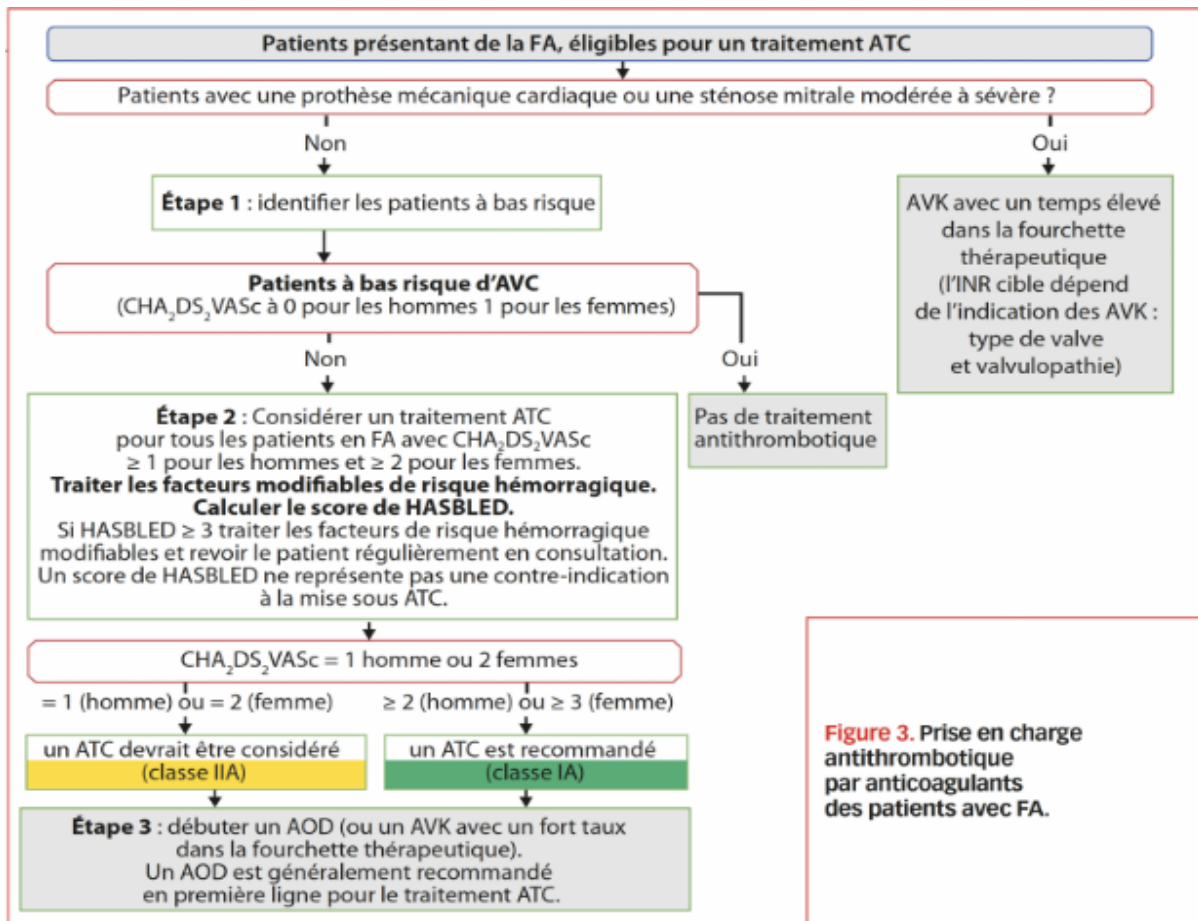 Patients présentant de la FA, éligibles pour un traitement ATC
Patients avec une prothèse mécanique cardiaque ou une sténose mitrale modérée à sévère ?
Non
Oui
Étape 1 : identifier les patients à bas risque
AVK avec un temps élevé
dans la fourchette
thérapeutique
(l'INR cible dépend
de l'indication des AVK :
type de valve
et valvulopathie)
Patients à bas risque d'AVC
(CHA₂DS₂VASc à 0 pour les hommes 1 pour les femmes)
Non
Oui
Étape 2 : Considérer un traitement ATC
pour tous les patients en FA avec CHA₂DS₂VASc
≥ 1 pour les hommes et ≥ 2 pour les femmes.
Traiter les facteurs modifiables de risque hémorragique.
Calculer le score de HASBLED.
Si HASBLED ≥ 3 traiter les facteurs de risque hémorragique
modifiables et revoir le patient régulièrement en consultation.
Un score de HASBLED ne représente pas une contre-indication
à la mise sous ATC.
Pas de traitement
antithrombotique
CHA₂DS₂VASc = 1 homme ou 2 femmes
= 1 (homme) ou = 2 (femme)
≥ 2 (homme) ou ≥ 3 (femme)
un ATC devrait être considéré
(classe IIA)
un ATC est recommandé
(classe IA)
Étape 3 : débuter un AOD (ou un AVK avec un fort taux
dans la fourchette thérapeutique).
Un AOD est généralement recommandé
en première ligne pour le traitement ATC.
Figure 3. Prise en charge
antithrombotique
par anticoagulants
des patients avec FA.